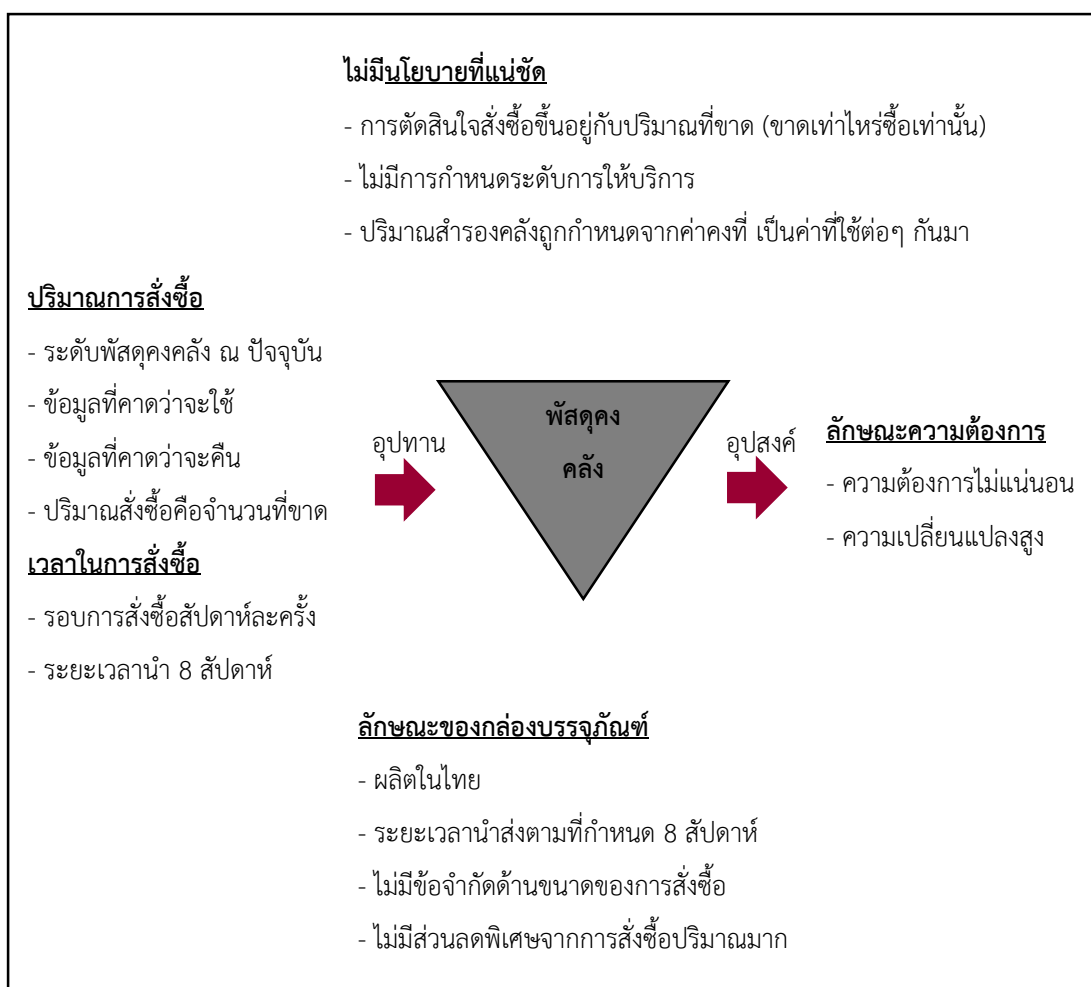 ไม่มีนโยบายที่แน่ชัด
- การตัดสินใจสั่งซื้อขึ้นอยู่กับปริมาณที่ขาด (ขาดเท่าไหร่ซื้อเท่านั้น)
- ไม่มีการกำหนดระดับการให้บริการ
- ปริมาณสำรองคลังถูกกำหนดจากค่าคงที่ เป็นค่าที่ใช้ต่อๆ กันมา
ปริมาณการสั่งซื้อ
- ระดับพัสดุคงคลัง ณ ปัจจุบัน
- ข้อมูลที่คาดว่าจะใช้
- ข้อมูลที่คาดว่าจะคืน
- ปริมาณสั่งซื้อคือจำนวนที่ขาด
เวลาในการสั่งซื้อ
- รอบการสั่งซื้อสัปดาห์ละครั้ง
- ระยะเวลานำ 8 สัปดาห์
อุปทาน
พัสดุคง
คลัง
อุปสงค์
ลักษณะความต้องการ
- ความต้องการไม่แน่นอน
- ความเปลี่ยนแปลงสูง
ลักษณะของกล่องบรรจุภัณฑ์
- ผลิตในไทย
- ระยะเวลานำส่งตามที่กำหนด 8 สัปดาห์
- ไม่มีข้อจำกัดด้านขนาดของการสั่งซื้อ
- ไม่มีส่วนลดพิเศษจากการสั่งซื้อปริมาณมาก